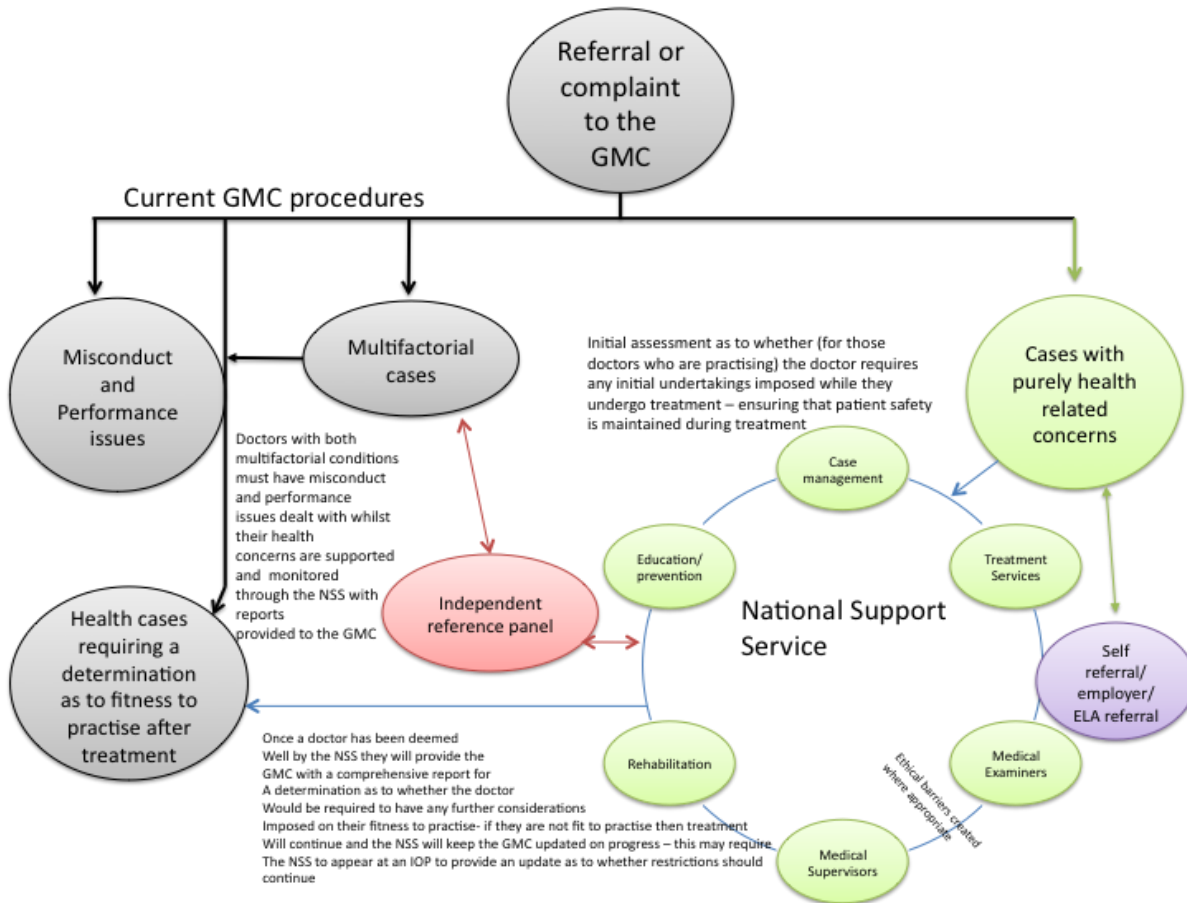 Referral or
complaint
to the
GMC
Current GMC procedures
Misconduct
and
Performance
issues
Multifactorial
cases
Initial assessment as to whether (for those
doctors who are practising) the doctor requires
any initial undertakings imposed while they
undergo treatment – ensuring that patient safety
is maintained during treatment
Cases with
purely health
related
concerns
Doctors with both
multifactorial conditions
must have misconduct
and performance
issues dealt with whilst
their health
concerns are supported
and monitored
through the NSS with
reports
provided to the GMC
Case
management
Education/
prevention
Treatment
Services
Independent
reference panel
National Support
Service
Health cases
requiring a
determination
as to fitness to
practise after
treatment
Self
referral/
employer/
ELA referral
Once a doctor has been deemed
Well by the NSS they will provide the
GMC with a comprehensive report for
A determination as to whether the doctor
Would be required to have any further considerations
Imposed on their fitness to practise- if they are not fit to practise then treatment
Will continue and the NSS will keep the GMC updated on progress – this may require
The NSS to appear at an IOP to provide an update as to whether restrictions should
continue
Rehabilitation
Medical
Examiners
Ethical barriers created
where appropriate
Medical
Supervisors